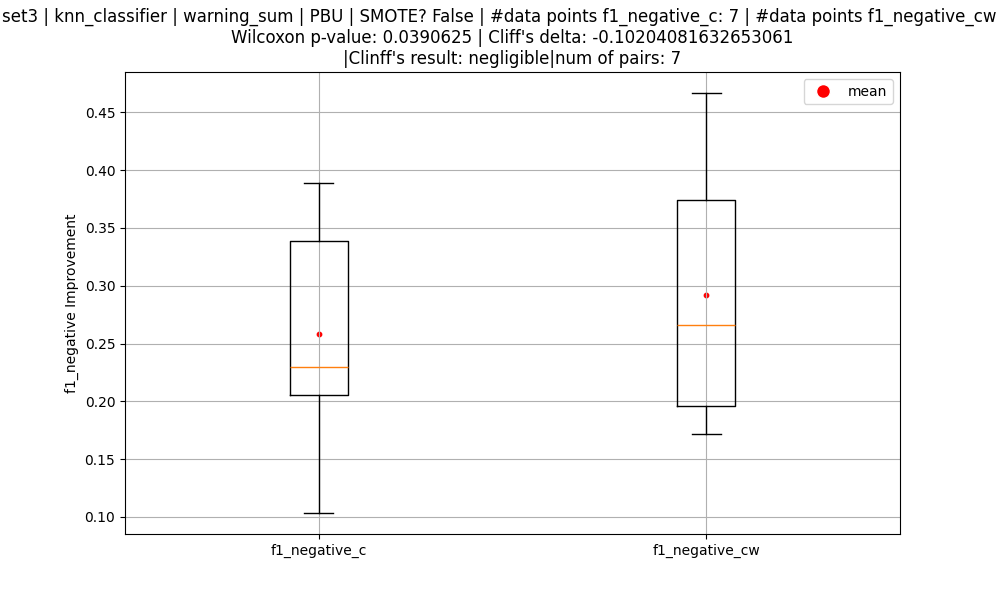 set3 | knn_classifier | warning_sum | PBU | SMOTE? False | #data points f1_negative_c: 7 | #data points f1_negative_cw
Wilcoxon p-value: 0.0390625 | Cliff's delta: -0.10204081632653061
|Clinff's result: negligible|num of pairs: 7
mean
0.45
0.40
0.35
0.30
0.25
0.20
0.15
0.10
f1_negative Improvement
f1_negative_c
f1_negative_cw